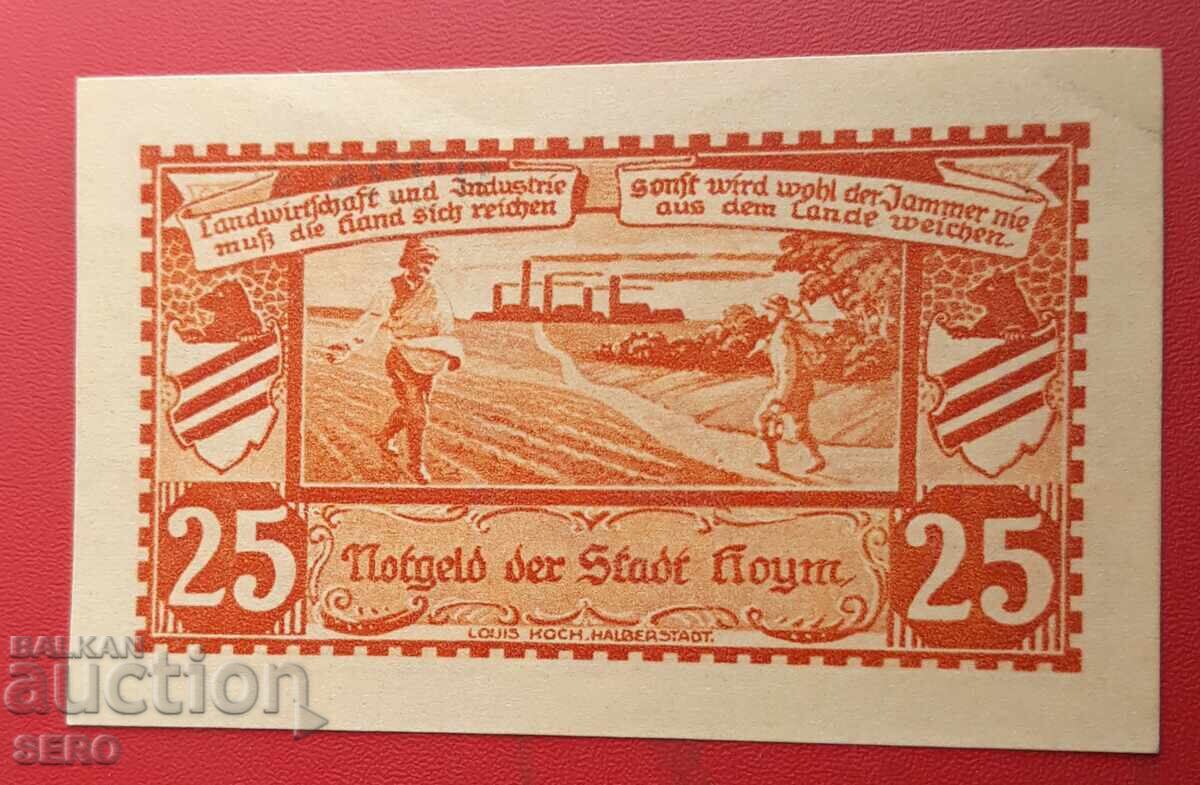 Landwirtschaft und Industrie
muß die Hand sich reichen
sonst wird wohl der Jammer nie
aus dem Lande weichen.
25
Notgeld der Stadt Hoym.
25
LOUIS KOCH, HALBERSTADT.
BALKAN
auction
SERO